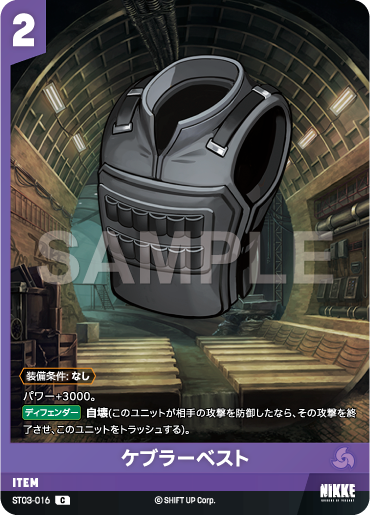 2
SAMPLE
装備条件:なし
パワー+3000。
ディフェンダー 自壊(このユニットが相手の攻撃を防御したなら、その攻撃を終
了させ、このユニットをトラッシュする)。
ケブラーベスト
ITEM
ST03-016 C ©SHIFT UP Corp. NIKKE
GODDESS OF VICTORY